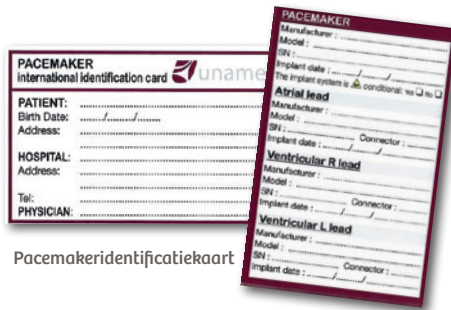 PACEMAKER
international identification card
uname
PATIENT:
Birth Date: ....../....../......
Address:
HOSPITAL:
Address:
Tel:
PHYSICIAN:
PACEMAKER
Manufacturer :
Model :
SN :
Implant date : ....../....../......
The implant system is conditional: yes No
Atrial lead
Manufacturer :
Model :
SN : Connector :
Implant date : ....../....../......
Ventricular R lead
Manufacturer :
Model :
SN : Connector :
Implant date : ....../....../......
Ventricular L lead
Manufacturer :
Model :
SN : Connector :
Implant date : ....../....../......
Pacemakeridentificatiekaart